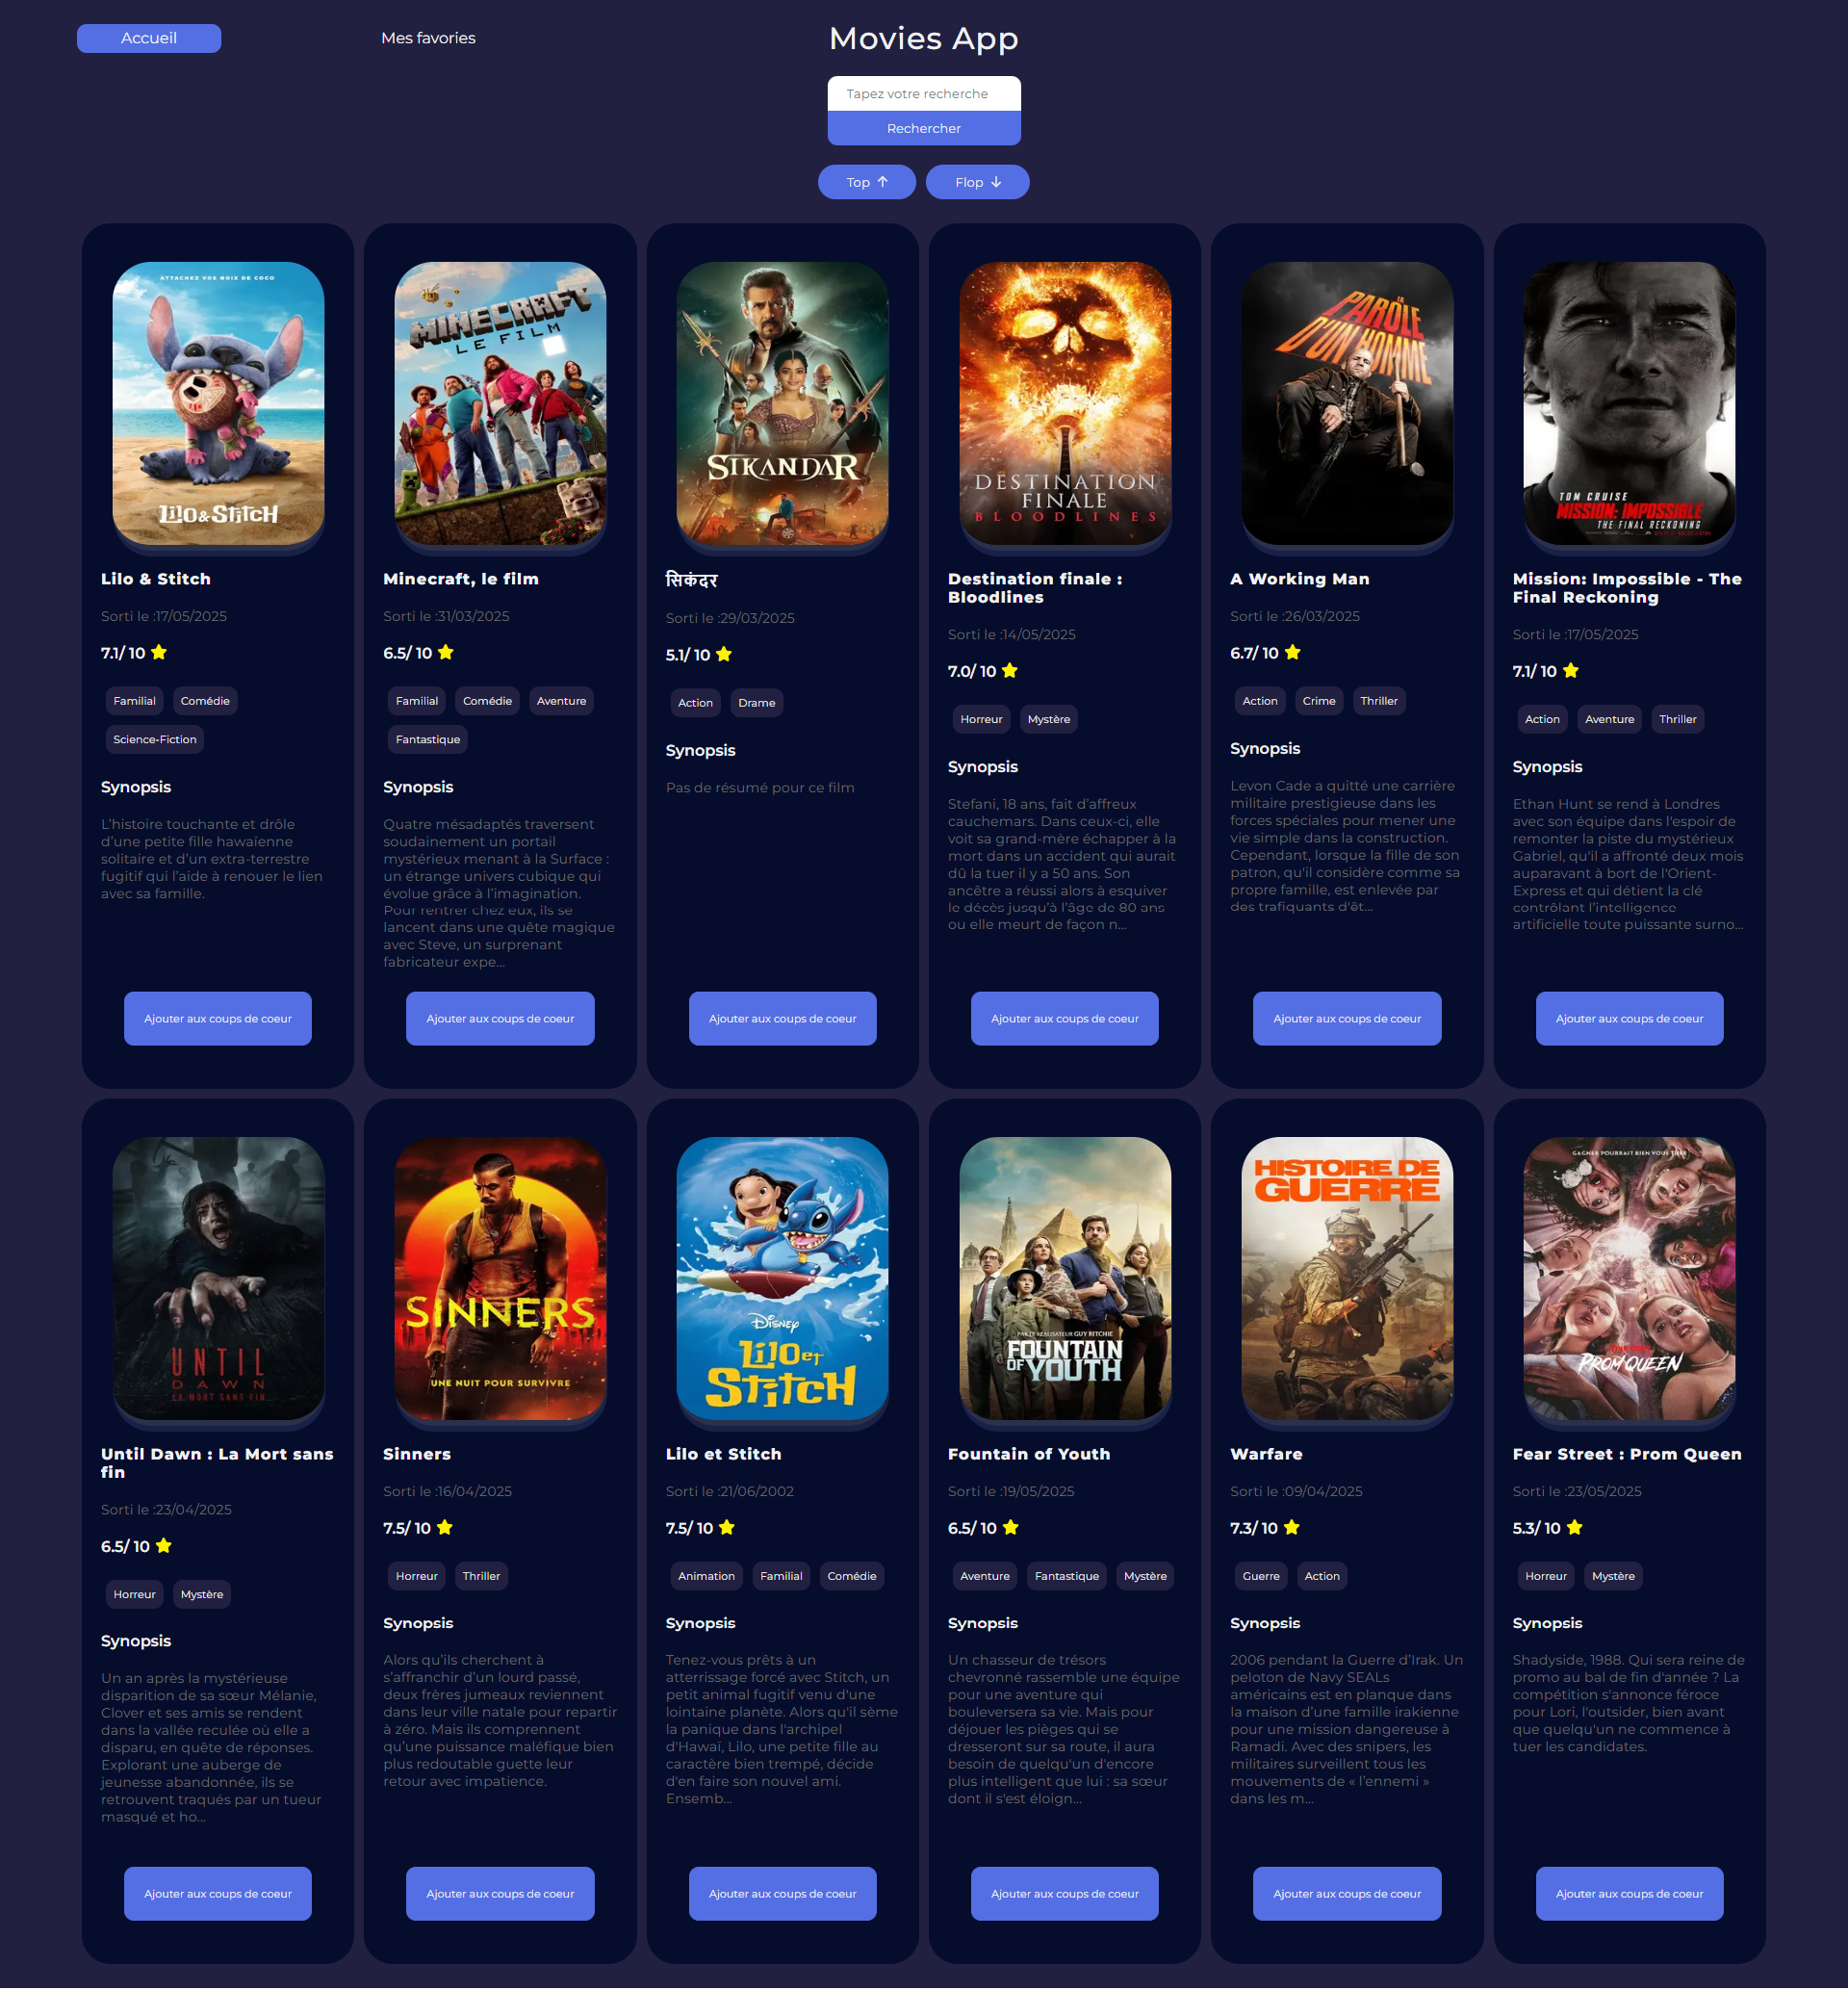 Accueil
Mes favories
Movies App
Tapez votre recherche
Rechercher
Top
Flop
ATTACHEZ VOS NOIX DE COCO
LILO & STITCH
Lilo & Stitch
Sorti le :17/05/2025
7.1/ 10
Familial
Comédie
Science-Fiction
Synopsis
L'histoire touchante et drôle
d'une petite fille hawaïenne
solitaire et d'un extra-terrestre
fugitif qui l'aide à renouer le lien
avec sa famille.
Ajouter aux coups de coeur
MINECRAFT
LE FILM
Minecraft, le film
Sorti le :31/03/2025
6.5/ 10
Familial
Comédie
Aventure
Fantastique
Synopsis
Quatre mésadaptés traversent
soudainement un portail
mystérieux menant à la Surface :
un étrange univers cubique qui
évolue grâce à l'imagination.
Pour rentrer chez eux, ils se
lancent dans une quête magique
avec Steve, un surprenant
fabricateur expe...
Ajouter aux coups de coeur
SIKANDAR
सिकंदर
Sorti le :29/03/2025
5.1/ 10
Action
Drame
Synopsis
Pas de résumé pour ce film
Ajouter aux coups de coeur
DESTINATION
FINALE
BLOODLINES
Destination finale :
Bloodlines
Sorti le :14/05/2025
7.0/ 10
Horreur
Mystère
Synopsis
Stefani, 18 ans, fait d'affreux
cauchemars. Dans ceux-ci, elle
voit sa grand-mère échapper à la
mort dans un accident qui aurait
dû la tuer il y a 50 ans. Son
ancêtre a réussi alors à esquiver
le décès jusqu'à l'âge de 80 ans
ou elle meurt de façon n...
Ajouter aux coups de coeur
LA
PAROLE
D'UN HOMME
A Working Man
Sorti le :26/03/2025
6.7/ 10
Action
Crime
Thriller
Synopsis
Levon Cade a quitté une carrière
militaire prestigieuse dans les
forces spéciales pour mener une
vie simple dans la construction.
Cependant, lorsque la fille de son
patron, qu'il considère comme sa
propre famille, est enlevée par
des trafiquants d'êt...
Ajouter aux coups de coeur
TOM CRUISE
MISSION: IMPOSSIBLE
THE FINAL RECKONING
Mission: Impossible - The
Final Reckoning
Sorti le :17/05/2025
7.1/ 10
Action
Aventure
Thriller
Synopsis
Ethan Hunt se rend à Londres
avec son équipe dans l'espoir de
remonter la piste du mystérieux
Gabriel, qu'il a affronté deux mois
auparavant à bord de l'Orient-
Express et qui détient la clé
contrôlant l'intelligence
artificielle toute puissante surno...
Ajouter aux coups de coeur
UNTIL
DAWN
LA MORT SANS FIN
Until Dawn : La Mort sans
fin
Sorti le :23/04/2025
6.5/ 10
Horreur
Mystère
Synopsis
Un an après la mystérieuse
disparition de sa sœur Mélanie,
Clover et ses amis se rendent
dans la vallée reculée où elle a
disparu, en quête de réponses.
Explorant une auberge de
jeunesse abandonnée, ils se
retrouvent traqués par un tueur
masqué et ho...
Ajouter aux coups de coeur
SINNERS
UNE NUIT POUR SURVIVRE
Sinners
Sorti le :16/04/2025
7.5/ 10
Horreur
Thriller
Synopsis
Alors qu'ils cherchent à
s'affranchir d'un lourd passé,
deux frères jumeaux reviennent
dans leur ville natale pour repartir
à zéro. Mais ils comprennent
qu'une puissance maléfique bien
plus redoutable guette leur
retour avec impatience.
Ajouter aux coups de coeur
DISNEY
LILO et
STITCH
Lilo et Stitch
Sorti le :21/06/2002
7.5/ 10
Animation
Familial
Comédie
Synopsis
Tenez-vous prêts à un
atterrissage forcé avec Stitch, un
petit animal fugitif venu d'une
lointaine planète. Alors qu'il sème
la panique dans l'archipel
d'Hawaï, Lilo, une petite fille au
caractère bien trempé, décide
d'en faire son nouvel ami.
Ensemb...
Ajouter aux coups de coeur
PAR LE RÉALISATEUR GUY RITCHIE
FOUNTAIN
OF YOUTH
Fountain of Youth
Sorti le :19/05/2025
6.5/ 10
Aventure
Fantastique
Mystère
Synopsis
Un chasseur de trésors
chevronné rassemble une équipe
pour une aventure qui
bouleversera sa vie. Mais pour
déjouer les pièges qui se
dresseront sur sa route, il aura
besoin de quelqu'un d'encore
plus intelligent que lui : sa sœur
dont il s'est éloign...
Ajouter aux coups de coeur
HISTOIRE DE
GUERRE
Warfare
Sorti le :09/04/2025
7.3/ 10
Guerre
Action
Synopsis
2006 pendant la Guerre d'Irak. Un
peloton de Navy SEALs
américains est en planque dans
la maison d'une famille irakienne
pour une mission dangereuse à
Ramadi. Avec des snipers, les
militaires surveillent tous les
mouvements de « l'ennemi »
dans les m...
Ajouter aux coups de coeur
GAGNER POURRAIT BIEN VOUS TUER
FEAR STREET
PROM QUEEN
Fear Street : Prom Queen
Sorti le :23/05/2025
5.3/ 10
Horreur
Mystère
Synopsis
Shadyside, 1988. Qui sera reine de
promo au bal de fin d'année ? La
compétition s'annonce féroce
pour Lori, l'outsider, bien avant
que quelqu'un ne commence à
tuer les candidates.
Ajouter aux coups de coeur